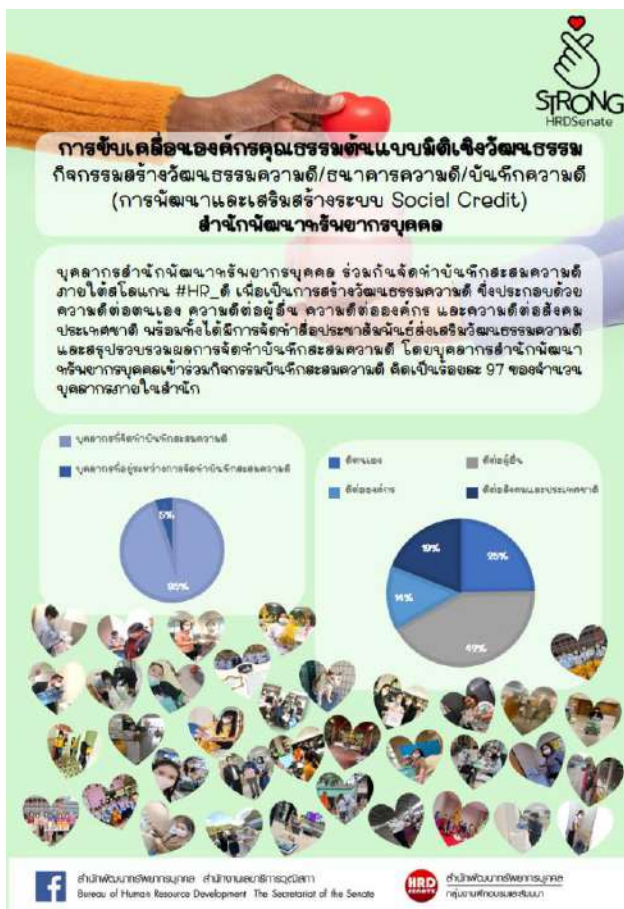 STRONG
HRDSenate
การขับเคลื่อนองค์กรคุณธรรมต้นแบบมิติเชิงวัฒนธรรม
กิจกรรมสร้างวัฒนธรรมความดี/ธนาคารความดี/บันทึกความดี
(การพัฒนาและเสริมสร้างระบบ Social Credit)
สำนักพัฒนาทรัพยากรบุคคล
บุคลากรสำนักพัฒนาทรัพยากรบุคคล ร่วมกันจัดทำบันทึกสะสมความดี
ภายใต้สโลแกน #HR_ดี เพื่อเป็นการสร้างวัฒนธรรมความดี ซึ่งประกอบด้วย
ความดีต่อตนเอง ความดีต่อผู้อื่น ความดีต่อองค์กร และความดีต่อสังคม
ประเทศชาติ พร้อมทั้งได้มีการจัดทำสื่อประชาสัมพันธ์ส่งเสริมวัฒนธรรมความดี
และสรุปรวบรวมผลการจัดทำบันทึกสะสมความดี โดยบุคลากรสำนักพัฒนา
ทรัพยากรบุคคลเข้าร่วมกิจกรรมบันทึกสะสมความดี คิดเป็นร้อยละ 97 ของจำนวน
บุคลากรภายในสำนัก
บุคลากรที่จัดทำบันทึกสะสมความดี
บุคลากรที่อยู่ระหว่างการจัดทำบันทึกสะสมความดี
5%
95%
ดีตนเอง
ดีต่อผู้อื่น
ดีต่อองค์กร
ดีต่อสังคมและประเทศชาติ
19%
25%
14%
42%
สำนักพัฒนาทรัพยากรบุคคล สำนักงานเลขาธิการวุฒิสภา
Bureau of Human Resource Development The Secretariat of the Senate
HRD
SENATE
สำนักพัฒนาทรัพยากรบุคคล
กลุ่มงานฝึกอบรมและสัมมนา